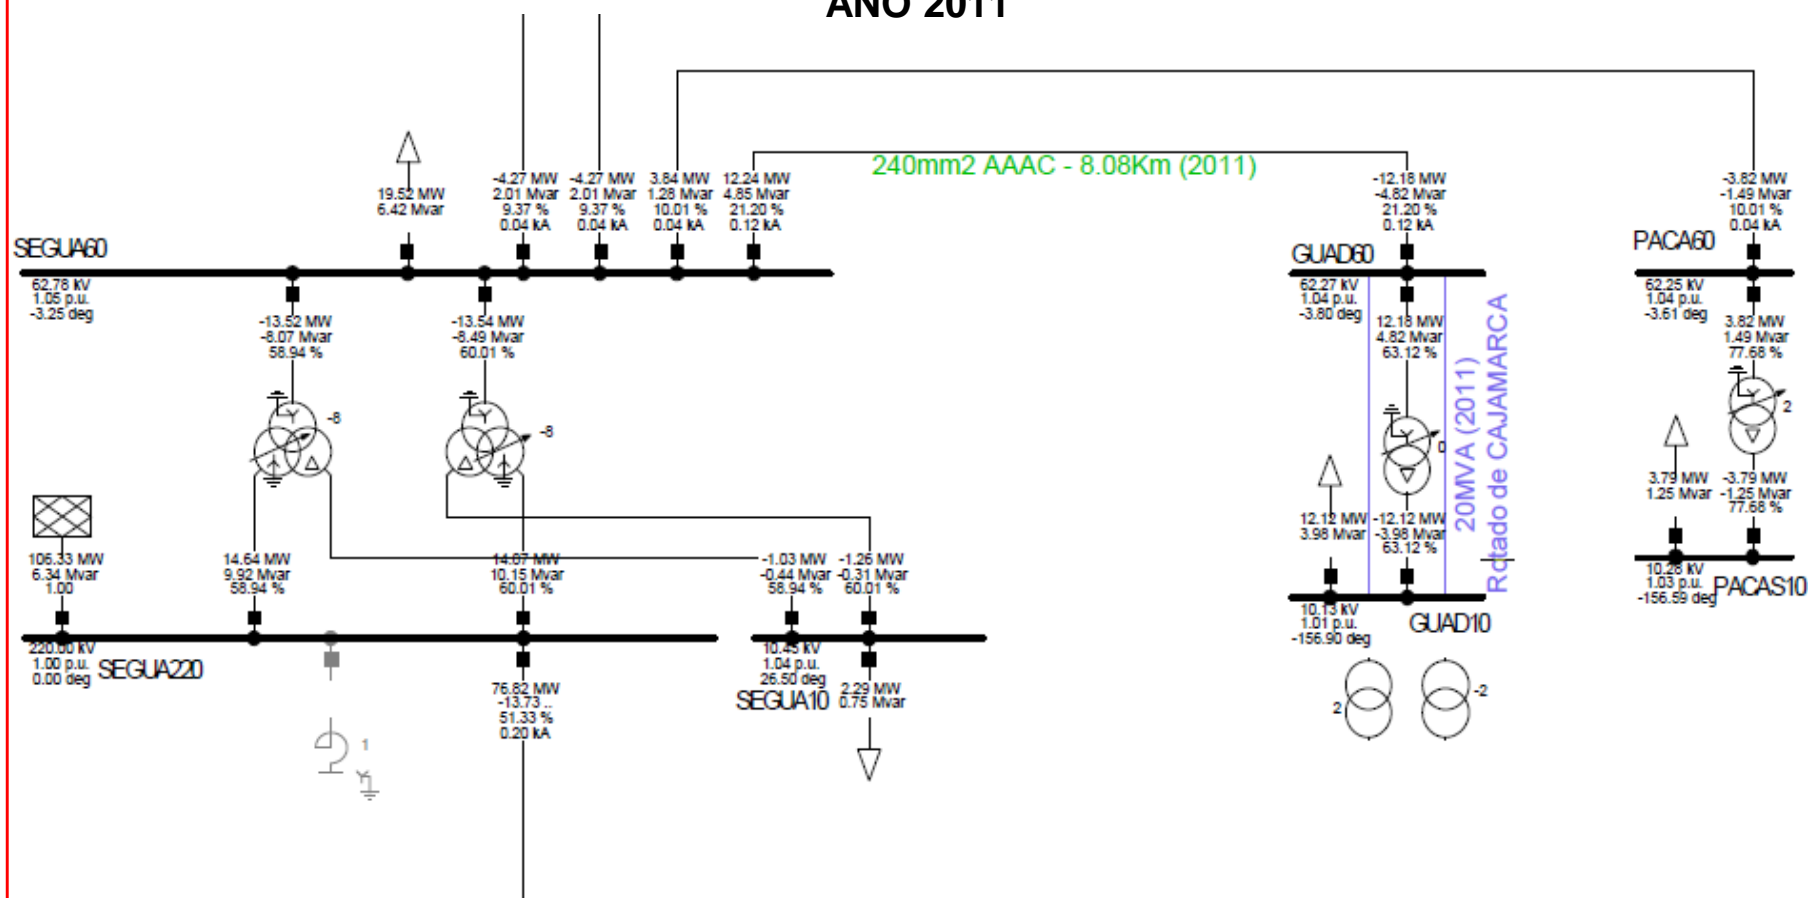 AÑO 2011
240mm2 AAAC - 8.08Km (2011)
19.52 MW
6.42 Mvar
-4.27 MW
2.01 Mvar
9.37 %
0.04 kA
-4.27 MW
2.01 Mvar
9.37 %
0.04 kA
3.84 MW
1.28 Mvar
10.01 %
0.04 kA
12.24 MW
4.85 Mvar
21.20 %
0.12 kA
-12.18 MW
-4.82 Mvar
21.20 %
0.12 kA
-3.82 MW
-1.49 Mvar
10.01 %
0.04 kA
SEGUA60
62.78 kV
1.05 p.u.
-3.25 deg
GUAD60
62.27 kV
1.04 p.u.
-3.80 deg
PACA60
62.25 kV
1.04 p.u.
-3.61 deg
-13.52 MW
-8.07 Mvar
58.94 %
-13.54 MW
-8.49 Mvar
60.01 %
12.18 MW
4.82 Mvar
63.12 %
3.82 MW
1.49 Mvar
77.68 %
-8
-8
0
2
20MVA (2011)
Rotado de CAJAMARCA
12.12 MW
3.98 Mvar
-12.12 MW
-3.98 Mvar
63.12 %
3.79 MW
1.25 Mvar
-3.79 MW
-1.25 Mvar
77.68 %
106.33 MW
6.34 Mvar
1.00
14.64 MW
9.92 Mvar
58.94 %
14.87 MW
10.15 Mvar
60.01 %
-1.03 MW
-0.44 Mvar
58.94 %
-1.26 MW
-0.31 Mvar
60.01 %
220.00 kV
1.00 p.u.
0.00 deg
SEGUA220
10.45 kV
1.04 p.u.
26.50 deg
SEGUA10
10.13 kV
1.01 p.u.
-156.90 deg
GUAD10
10.28 kV
1.03 p.u.
-156.59 deg
PACAS10
76.82 MW
-13.73 ..
51.33 %
0.20 kA
2.29 MW
0.75 Mvar
1
2
-2